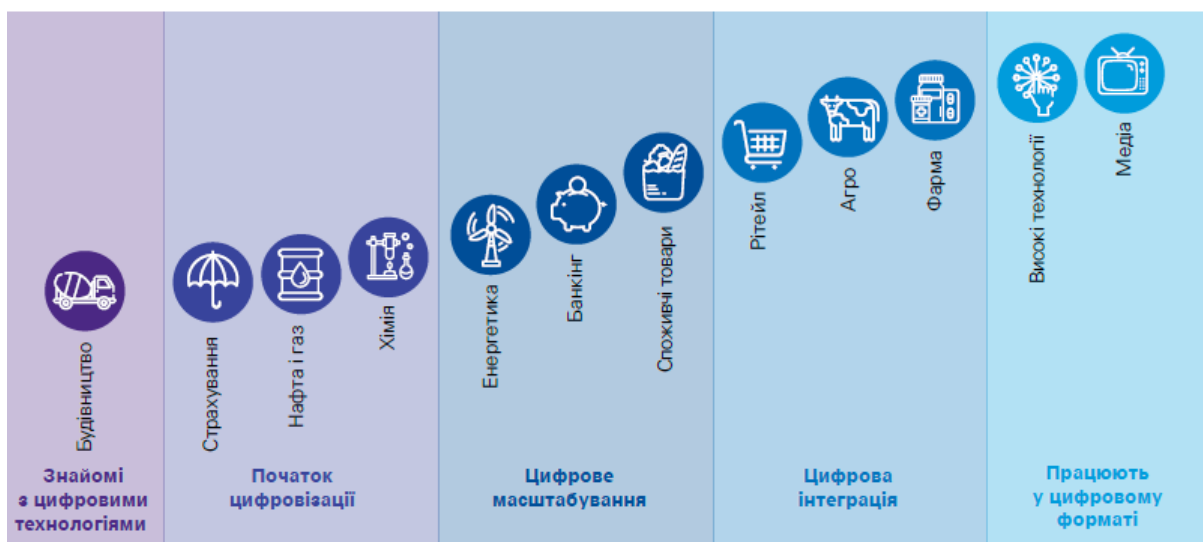 Будівництво
Страхування
Нафта і газ
Хімія
Енергетика
Банкінг
Споживчі товари
Рітейл
Агро
Фарма
Високі технології
Медіа
Знайомі
з цифровими
технологіями
Початок
цифровізації
Цифрове
масштабування
Цифрова
інтеграція
Працюють
у цифровому
форматі